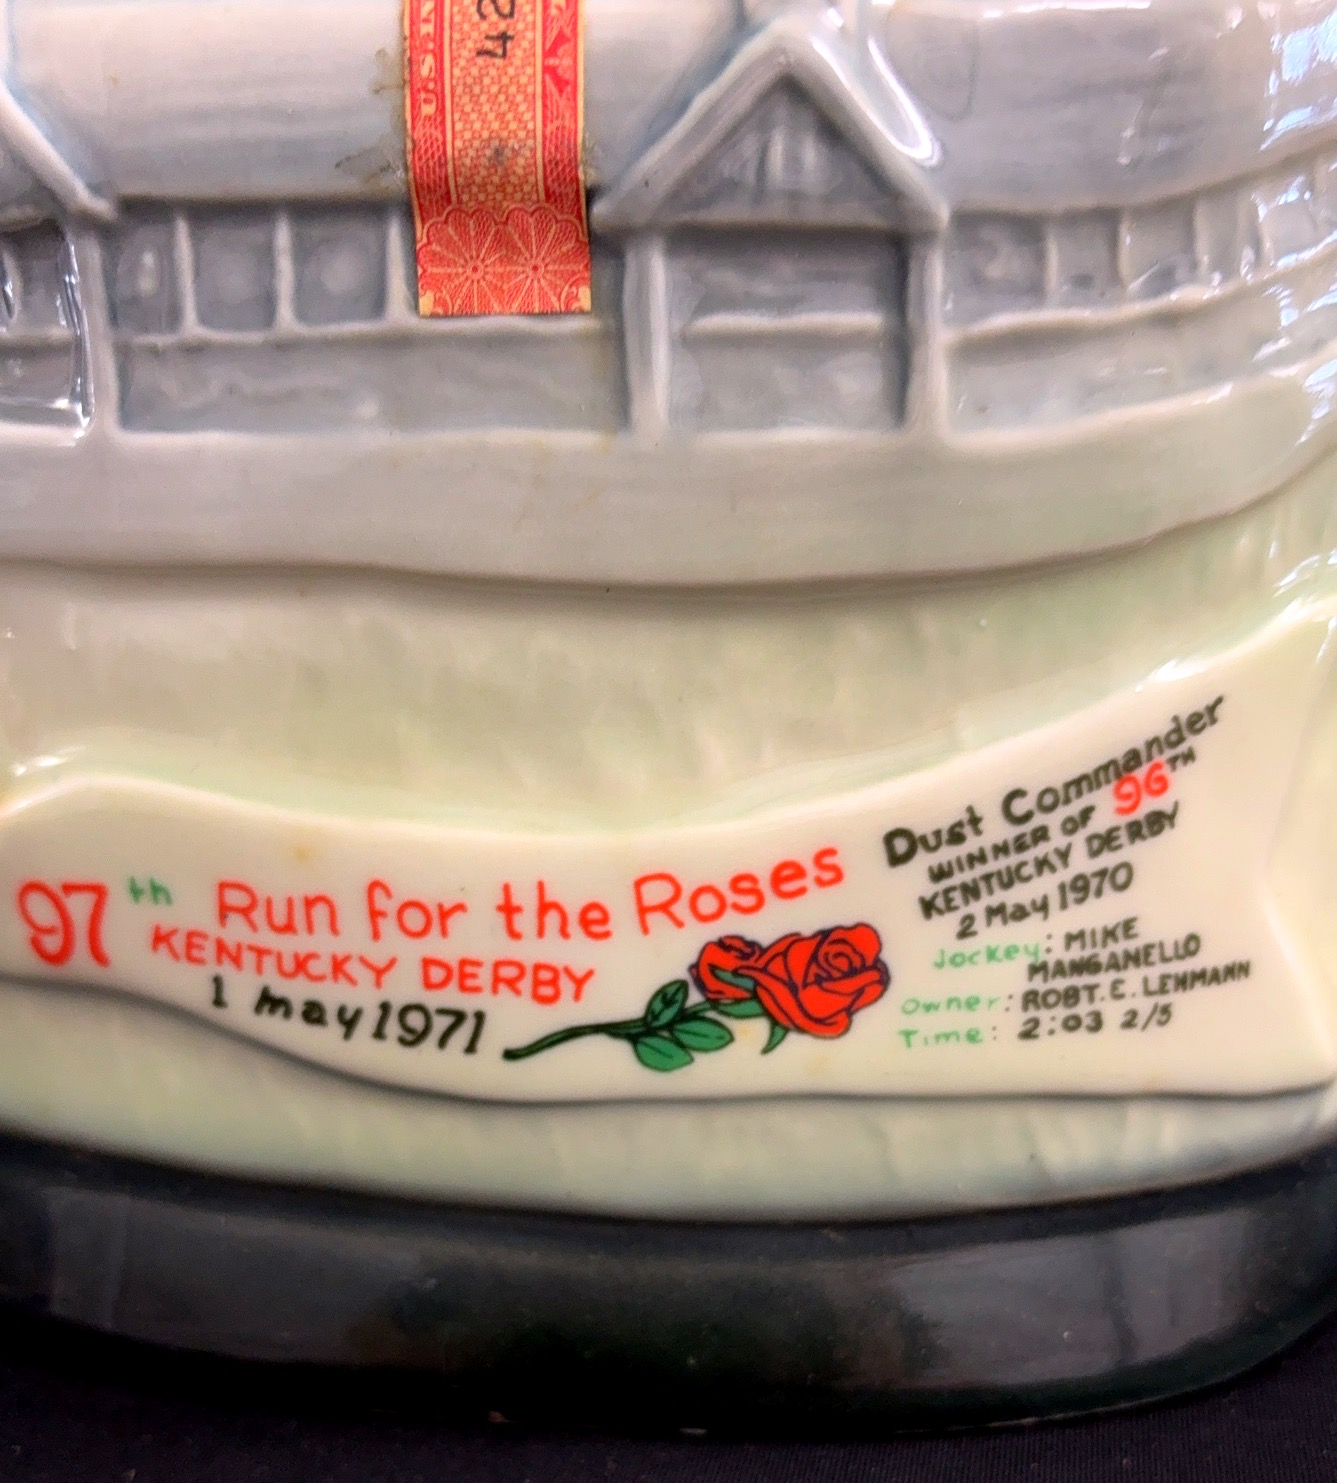 U.S.
42
97th Run for the Roses
KENTUCKY DERBY
1 may 1971
Dust Commander
WINNER OF 96TH
KENTUCKY DERBY
2 May 1970
Jockey: MIKE
MANGANELLO
Owner: ROBT. E. LEHMANN
Time: 2:03 2/5